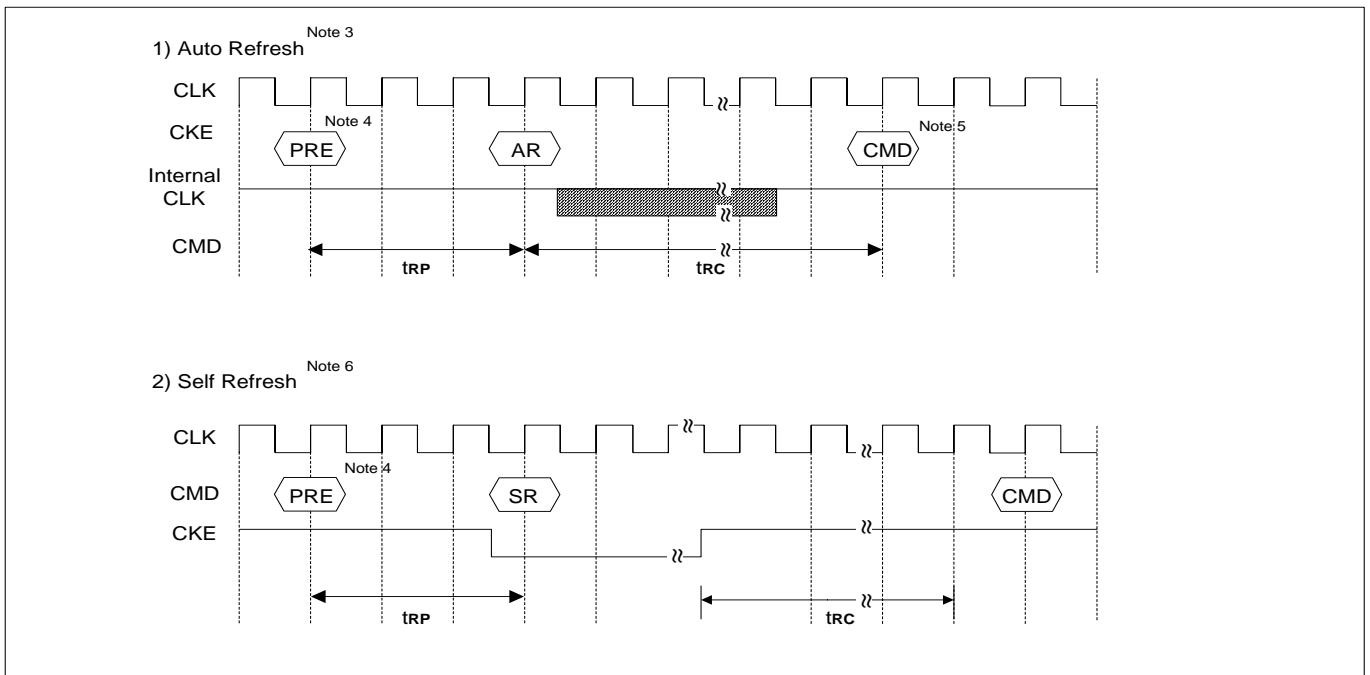 1) Auto Refresh Note 3
CLK
CKE
Note 4
Note 5
PRE
AR
CMD
Internal
CLK
CMD
tRP
tRC
2) Self Refresh Note 6
CLK
Note 4
CMD
PRE
SR
CMD
CKE
tRP
tRC